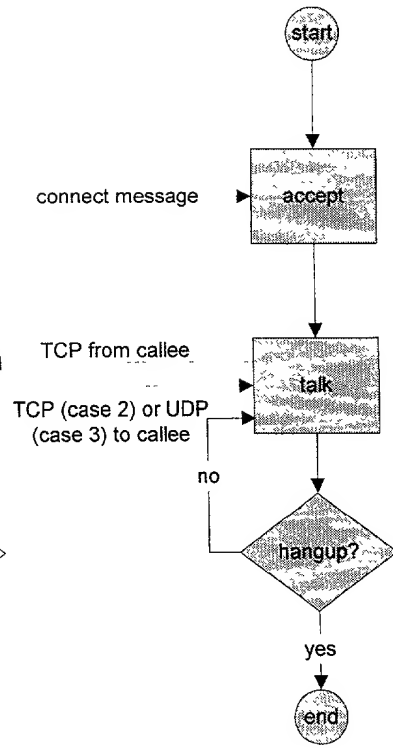 start
connect message
accept
TCP from callee
talk
TCP (case 2) or UDP
(case 3) to callee
no
hangup?
yes
end